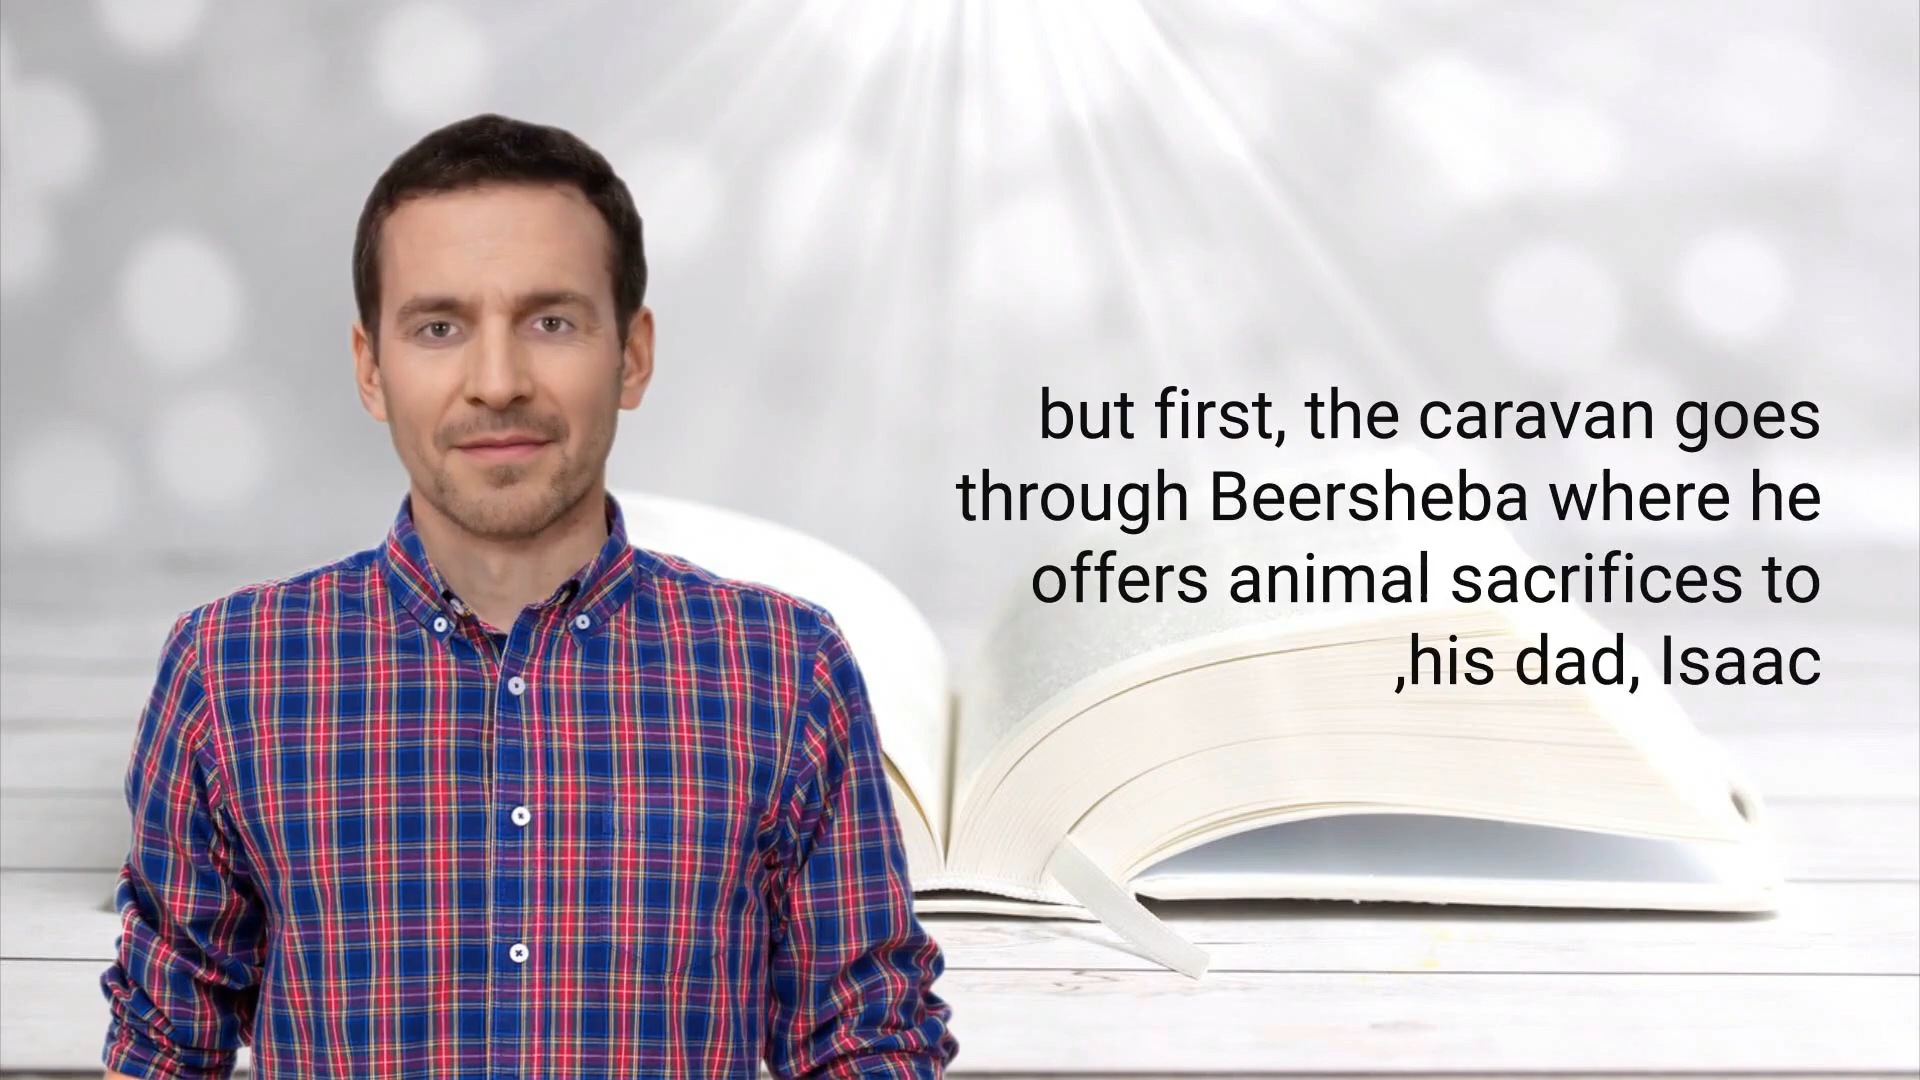 but first, the caravan goes
through Beersheba where he
offers animal sacrifices to
,his dad, Isaac